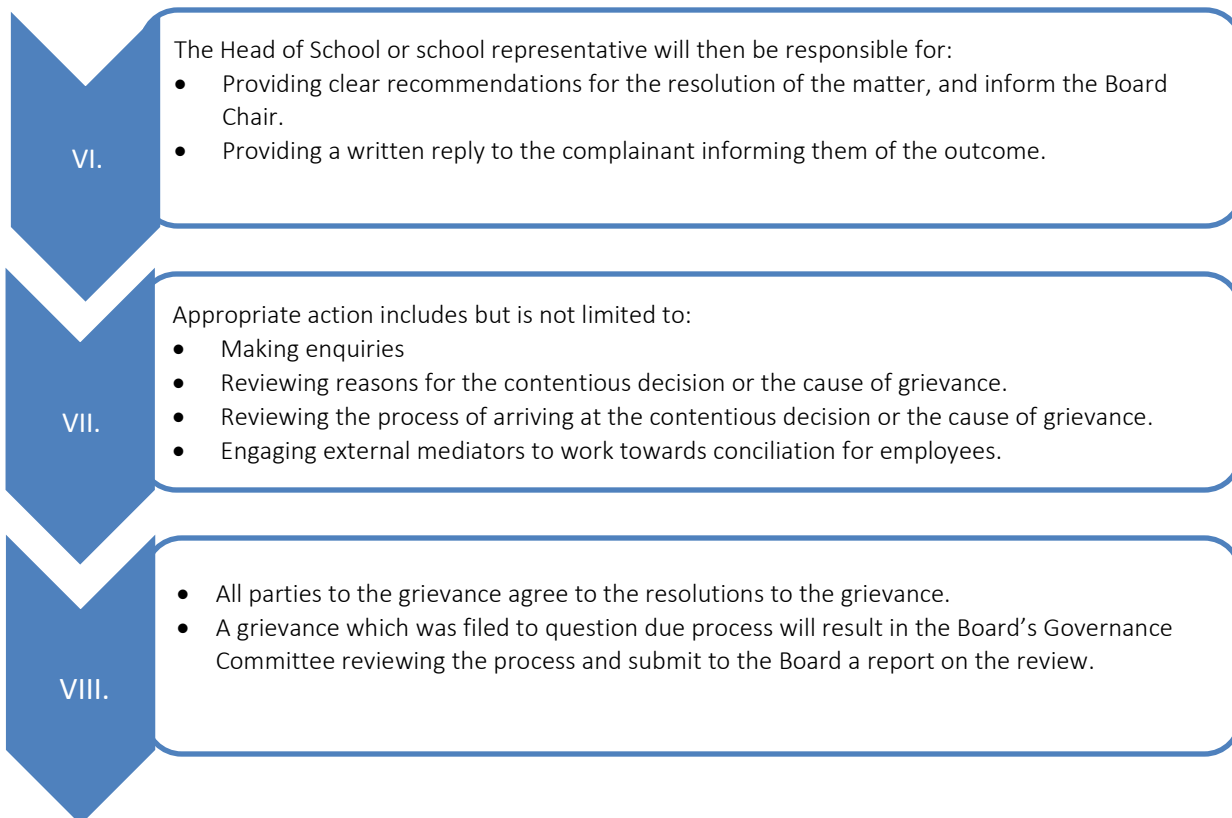 VI.
The Head of School or school representative will then be responsible for:
• Providing clear recommendations for the resolution of the matter, and inform the Board
Chair.
• Providing a written reply to the complainant informing them of the outcome.
VII.
Appropriate action includes but is not limited to:
• Making enquiries
• Reviewing reasons for the contentious decision or the cause of grievance.
• Reviewing the process of arriving at the contentious decision or the cause of grievance.
• Engaging external mediators to work towards conciliation for employees.
VIII.
• All parties to the grievance agree to the resolutions to the grievance.
• A grievance which was filed to question due process will result in the Board’s Governance
Committee reviewing the process and submit to the Board a report on the review.